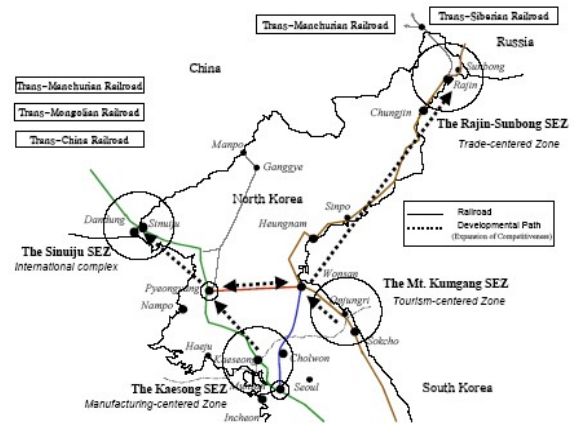 Trans-Manchurian Railroad
Trans-Siberian Railroad
Russia
China
Sunbong
Rajin
Trans-Manchurian Railroad
Trans-Mongolian Railroad
Trans-China Railroad
Chungjin
The Rajin-Sunbong SEZ
Trade-centered Zone
Manpo
Ganggye
North Korea
Sinpo
Railroad
Developmental Path
(Expansion of Competitiveness)
Dandung
Sinuiju
Heungnam
The Sinuiju SEZ
International complex
Wonsan
Pyeongyang
The Mt. Kumgang SEZ
Tourism-centered Zone
Nampo
Onjungri
Sokcho
Haeju
Kaeseong
Cholwon
The Kaesong SEZ
Manufacturing-centered Zone
Seoul
Incheon
South Korea